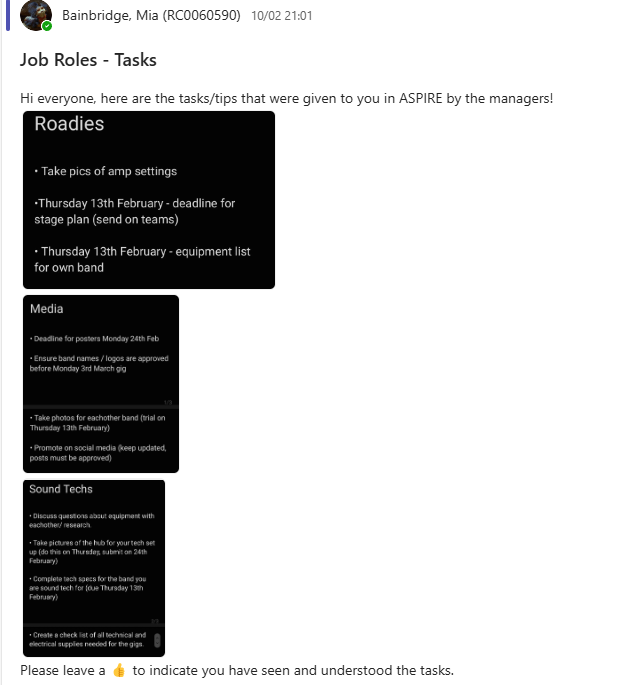 Bainbridge, Mia (RC0060590) 10/02 21:01
Job Roles - Tasks
Hi everyone, here are the tasks/tips that were given to you in ASPIRE by the managers!
Roadies
• Take pics of amp settings
•Thursday 13th February - deadline for
stage plan (send on teams)
• Thursday 13th February - equipment list
for own band
Media
• Deadline for posters Monday 24th Feb
• Ensure band names / logos are approved
before Monday 3rd March gig
• Take photos for eachother band (trial on
Thursday 13th February)
• Promote on social media (keep updated,
posts must be approved)
Sound Techs
• Discuss questions about equipment with
eachother/ research.
• Take pictures of the hub for your tech set
up (do this on Thursday, submit on 24th
February)
• Complete tech specs for the band you
are sound tech for (due Thursday 13th
February)
• Create a check list of all technical and
electrical supplies needed for the gigs.
Please leave a 👍 to indicate you have seen and understood the tasks.